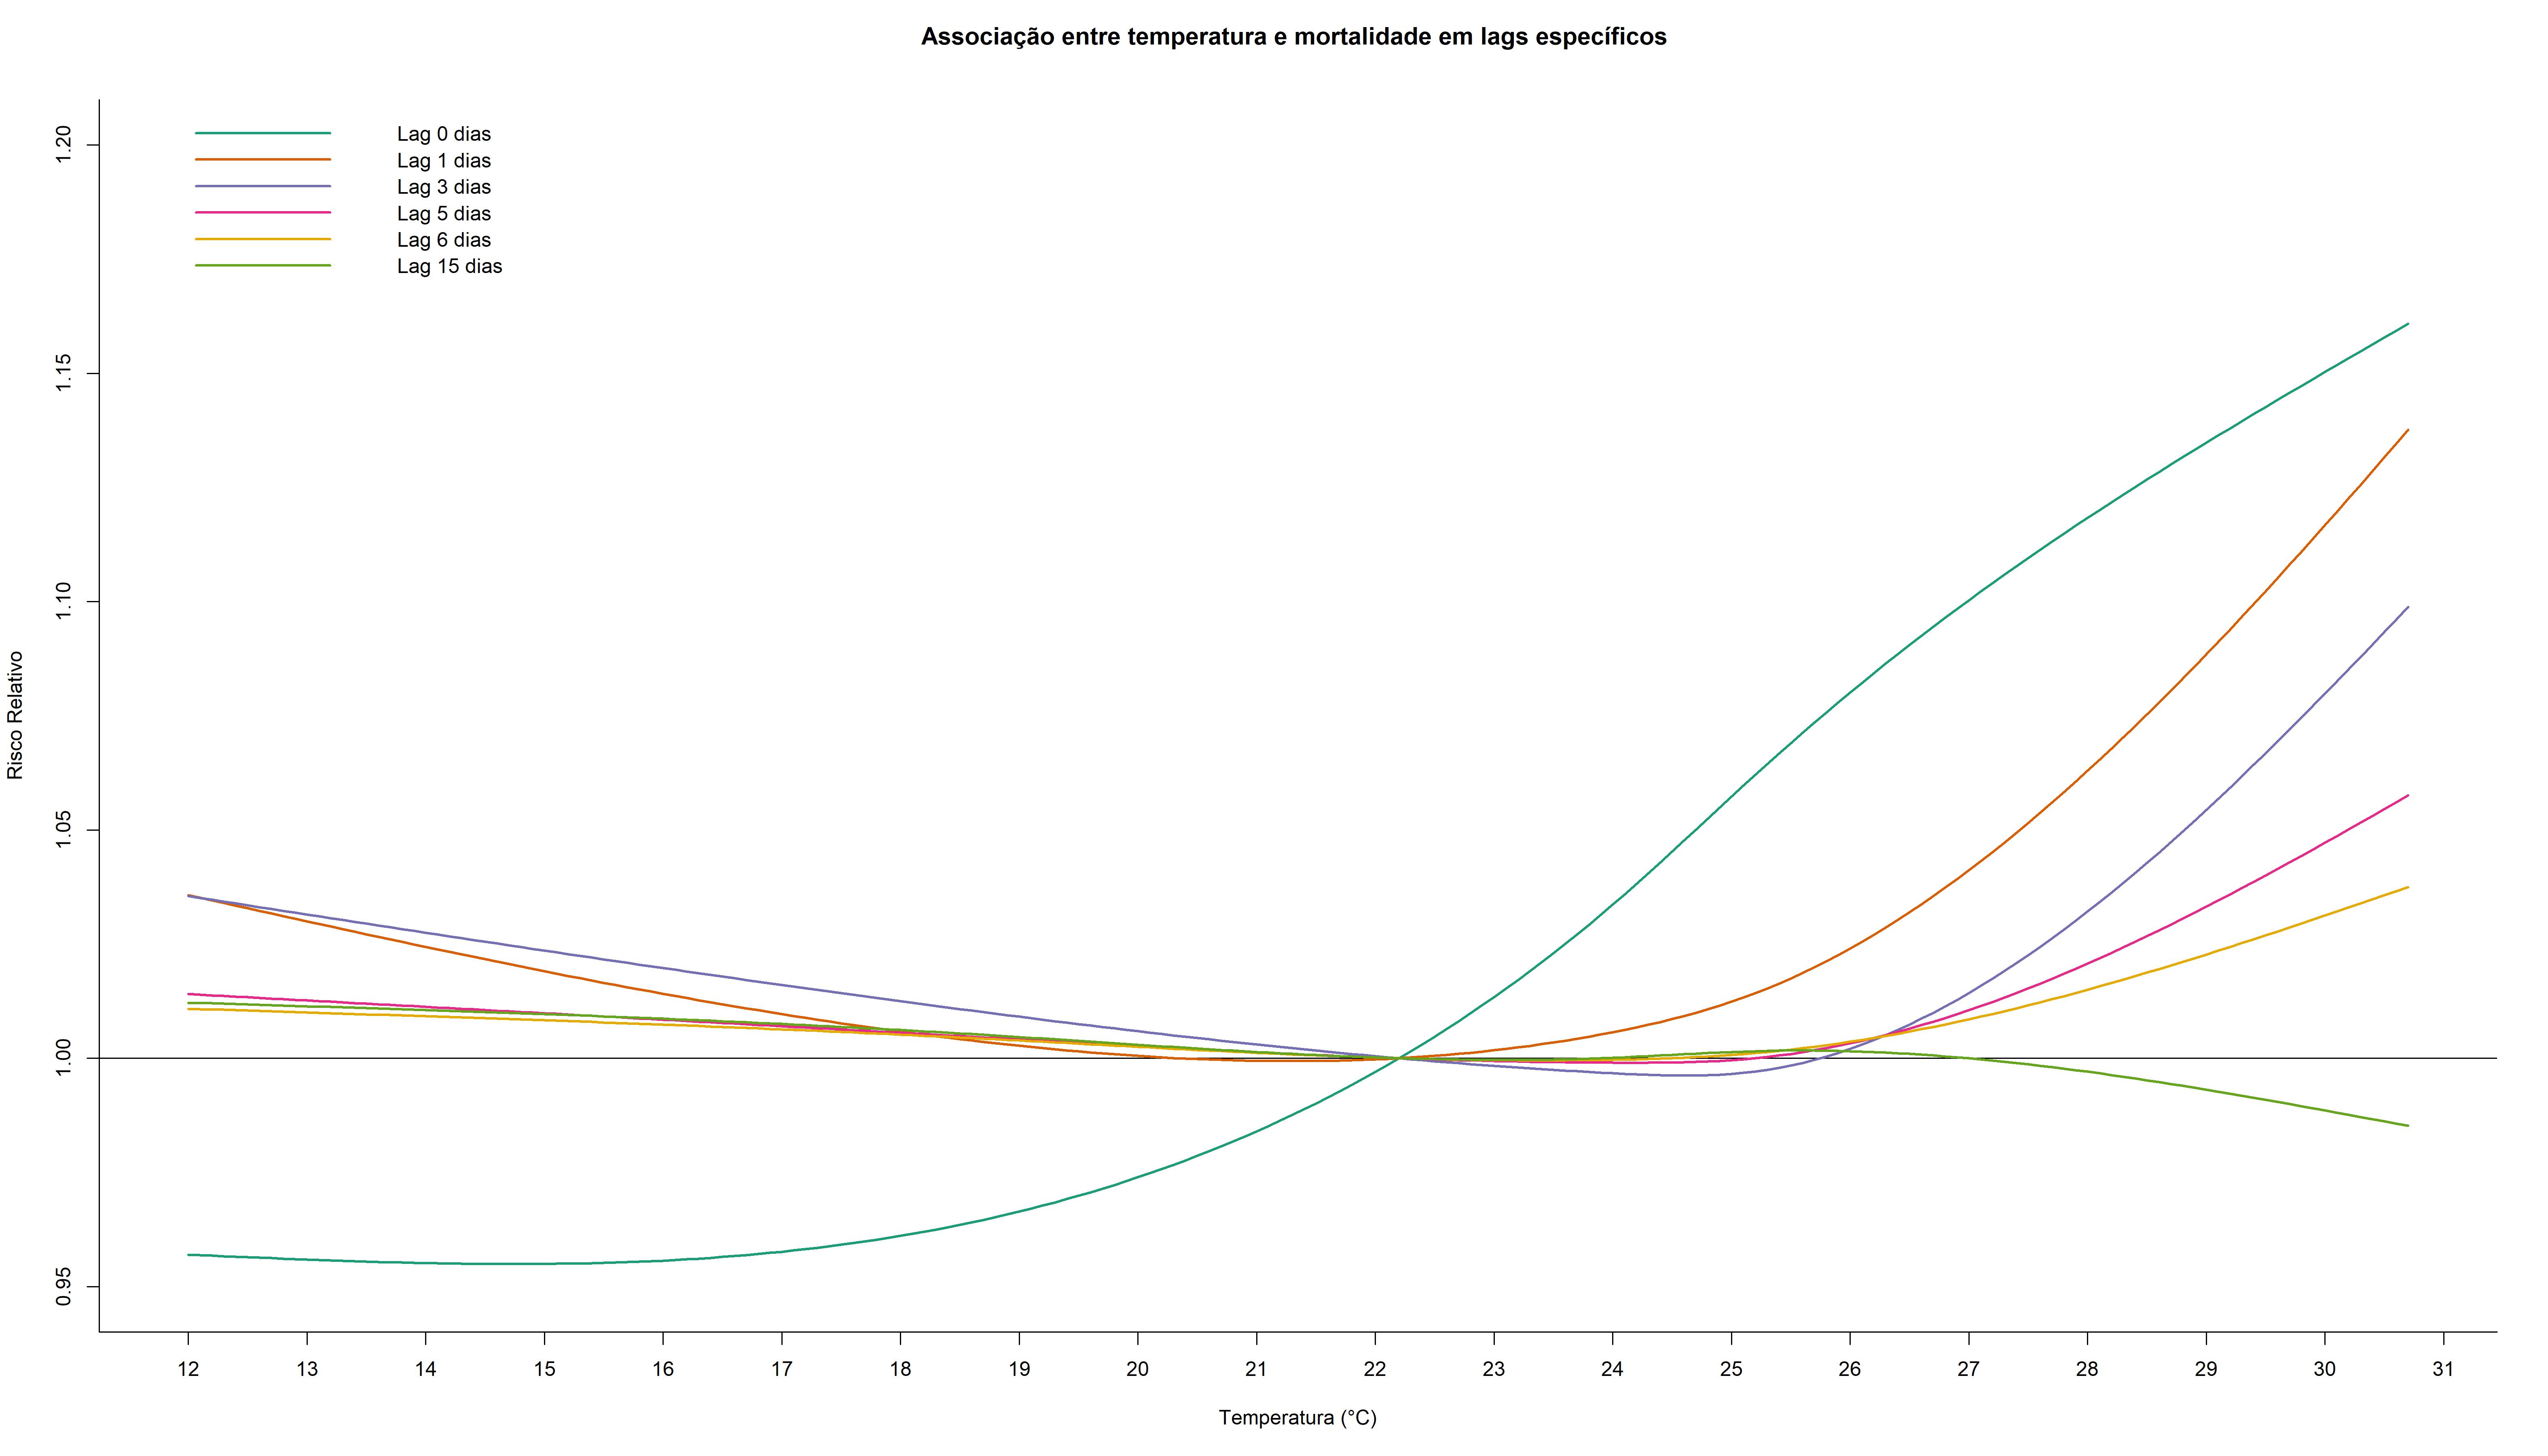 Associação entre temperatura e mortalidade em lags específicos
Lag 0 dias
Lag 1 dias
Lag 3 dias
Lag 5 dias
Lag 6 dias
Lag 15 dias
1.20
1.15
1.10
1.05
1.00
0.95
Risco Relativo
12 13 14 15 16 17 18 19 20 21 22 23 24 25 26 27 28 29 30 31
Temperatura (°C)